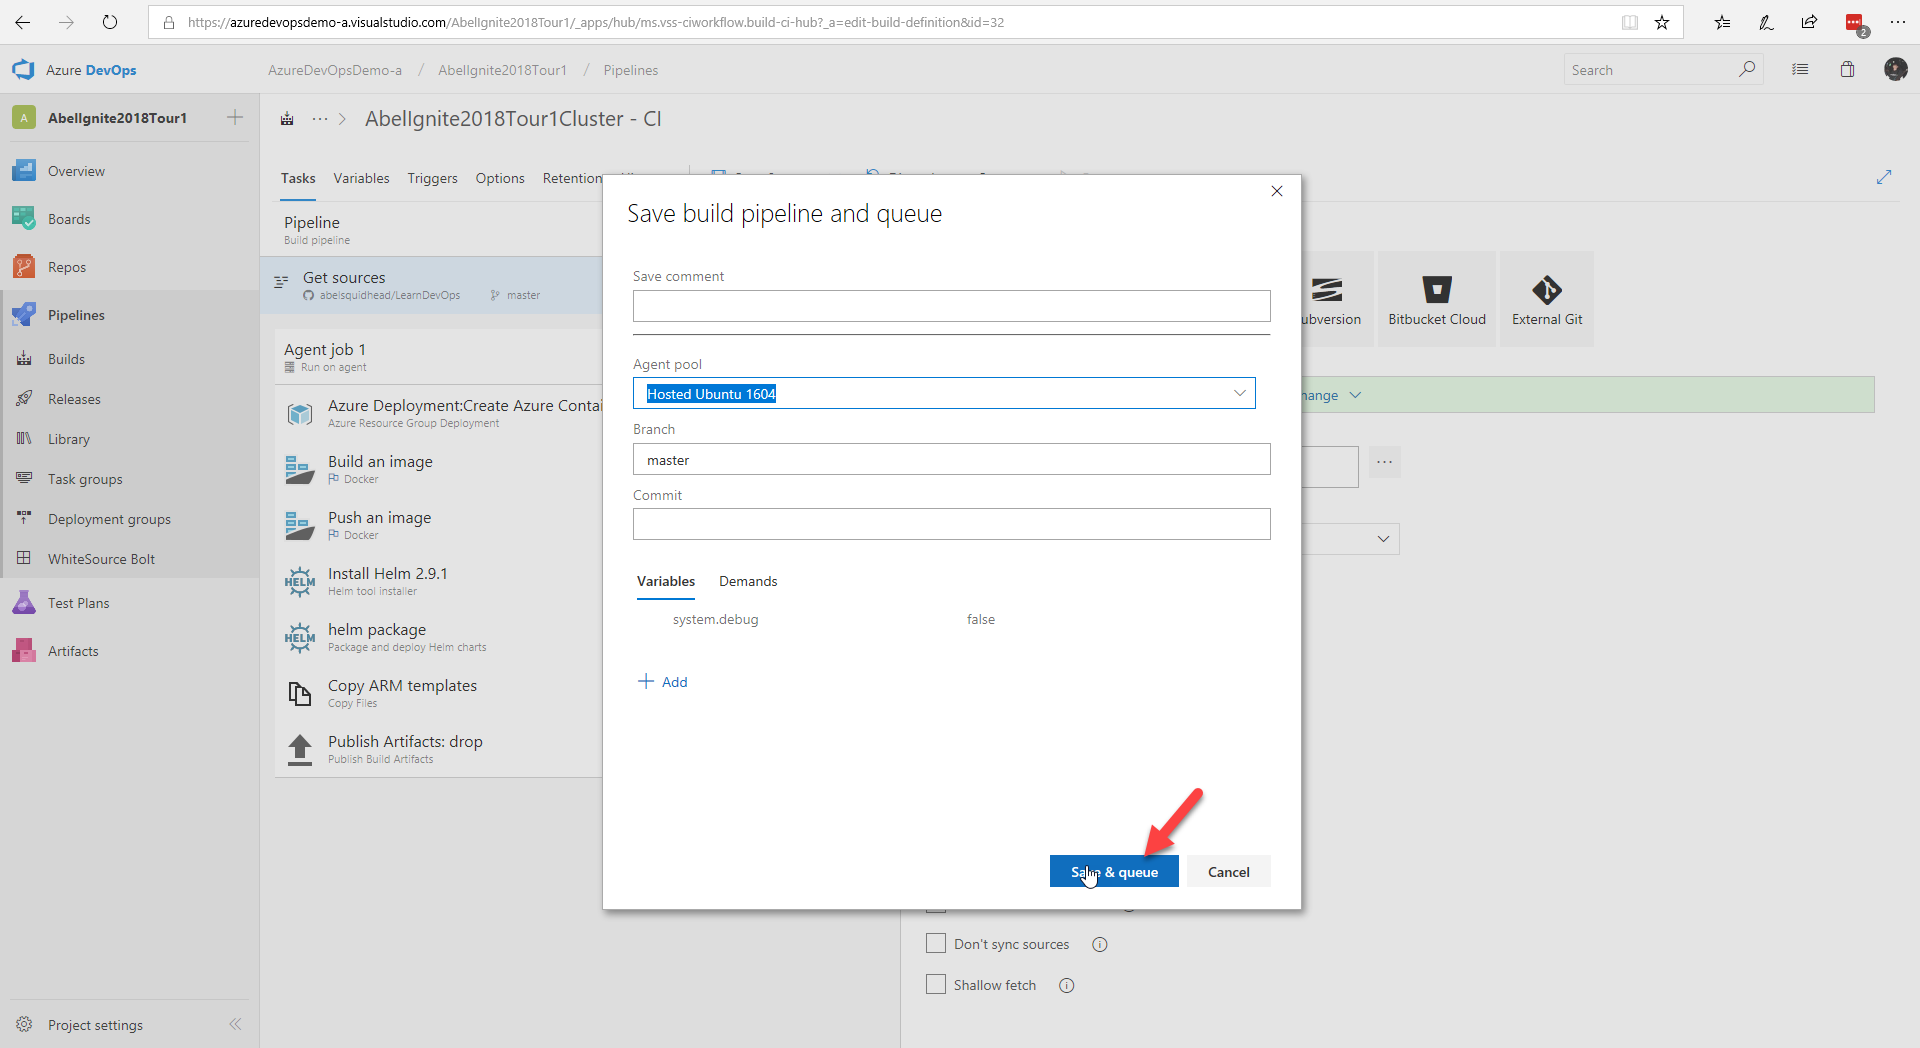 https://azuredevopsdemo-a.visualstudio.com/AbelIgnite2018Tour1/_apps/hub/ms.vss-ciworkflow.build-ci-hub?_a=edit-build-definition&id=32
2
Azure DevOps
AzureDevOpsDemo-a / AbelIgnite2018Tour1 / Pipelines
Search
A AbelIgnite2018Tour1
Overview
Boards
Repos
Pipelines
Builds
Releases
Library
Task groups
Deployment groups
WhiteSource Bolt
Test Plans
Artifacts
Project settings
··· > AbelIgnite2018Tour1Cluster - CI
Tasks Variables Triggers Options Retention
Pipeline
Build pipeline
Get sources
abelsquidhead/LearnDevOps master
Agent job 1
Run on agent
Azure Deployment:Create Azure Contai
Azure Resource Group Deployment
Build an image
Docker
Push an image
Docker
HELM
Install Helm 2.9.1
Helm tool installer
HELM
helm package
Package and deploy Helm charts
Copy ARM templates
Copy Files
Publish Artifacts: drop
Publish Build Artifacts
Save build pipeline and queue
Save comment
Agent pool
Hosted Ubuntu 1604
Branch
master
Commit
Variables Demands
system.debug false
+ Add
Save & queue
Cancel
ubversion
Bitbucket Cloud
External Git
hange
Don't sync sources
Shallow fetch